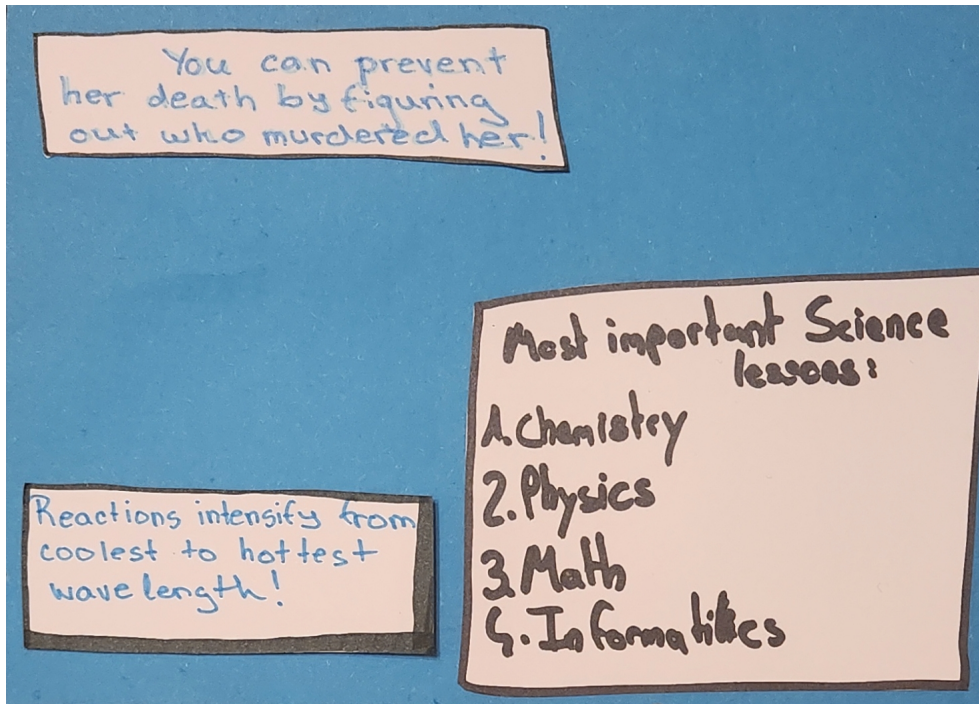 You can prevent
her death by figuring
out who murdered her!
Most important Science
lessons:
1. Chemistry
2. Physics
3. Math
4. Informatikcs
Reactions intensify from
coolest to hottest
wavelength!